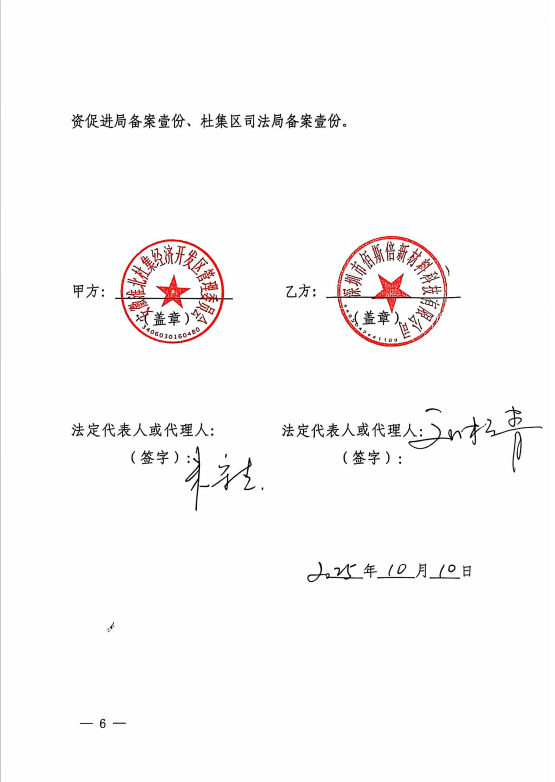 资促进局备案壹份、杜集区司法局备案壹份。
安徽淮北杜集经济开发区管理委员会
3406030160480
深圳市佰斯倍新材料科技有限公司
甲方: 乙方:
(盖章) (盖章)
法定代表人或代理人: 法定代表人或代理人:
(签字): (签字):
2025年10月10日
— 6 —